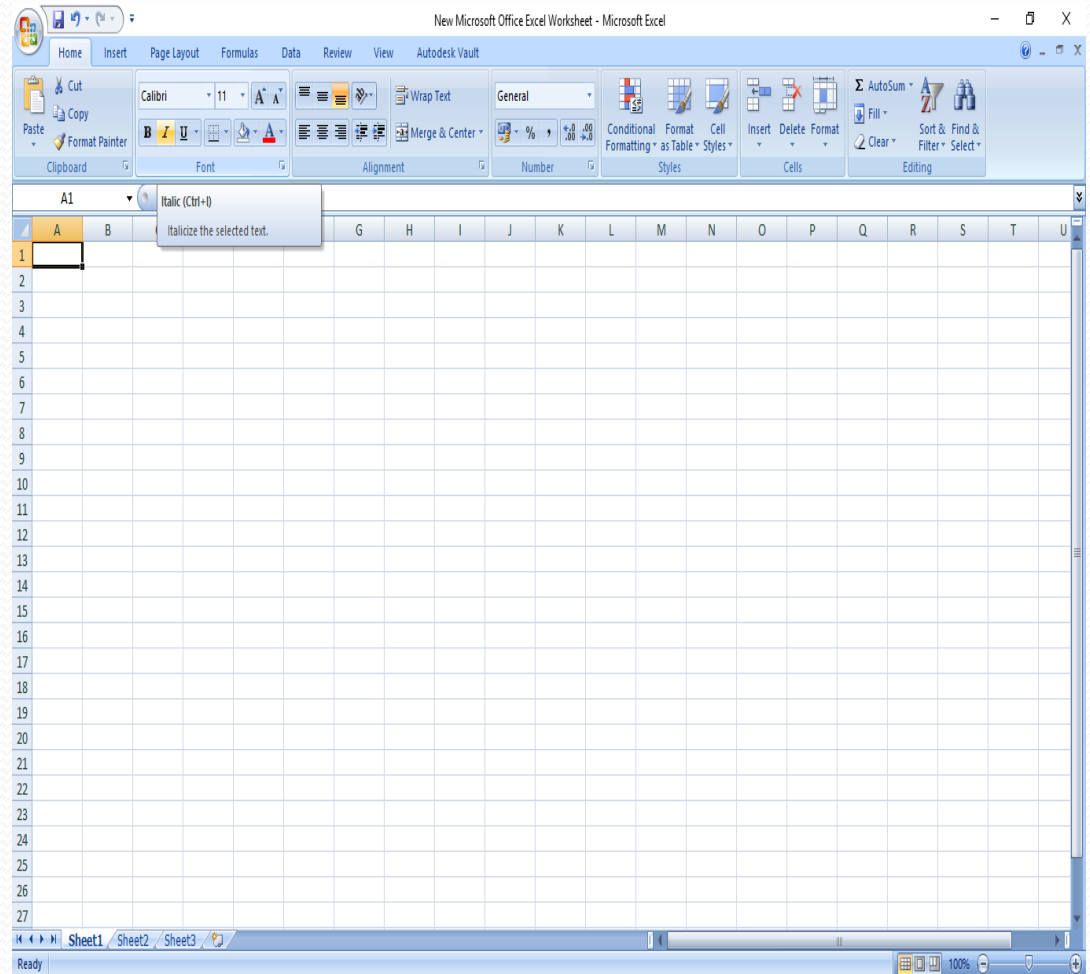 New Microsoft Office Excel Worksheet - Microsoft Excel
Home Insert Page Layout Formulas Data Review View Autodesk Vault
Paste
Cut
Copy
Format Painter
Clipboard
Calibri 11 A A
B I U A
Font
Wrap Text
Merge & Center
Alignment
General
% , .0 .00 .00 .0
Number
Conditional Formatting
Format as Table
Cell Styles
Styles
Insert Delete Format
Cells
Σ AutoSum
Fill
Clear
Sort & Filter
Find & Select
Editing
A1
Italic (Ctrl+I)
Italicize the selected text.
A B G H I J K L M N O P Q R S T U
1
2
3
4
5
6
7
8
9
10
11
12
13
14
15
16
17
18
19
20
21
22
23
24
25
26
27
Sheet1 Sheet2 Sheet3
Ready 100%